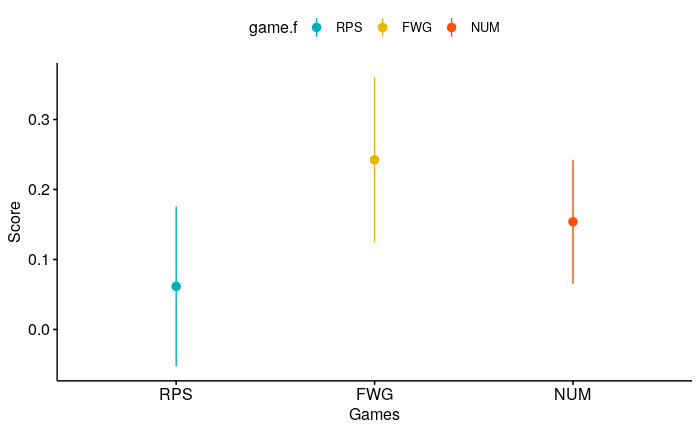 game.f RPS FWG NUM
0.3
0.2
0.1
0.0
Score
RPS FWG NUM
Games